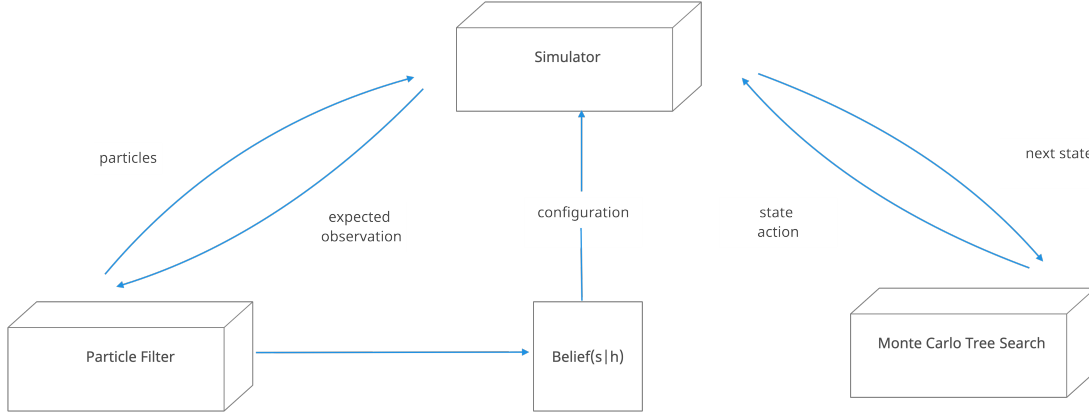 Simulator
particles
next state
expected
observation
configuration
state
action
Particle Filter
Belief(s|h)
Monte Carlo Tree Search